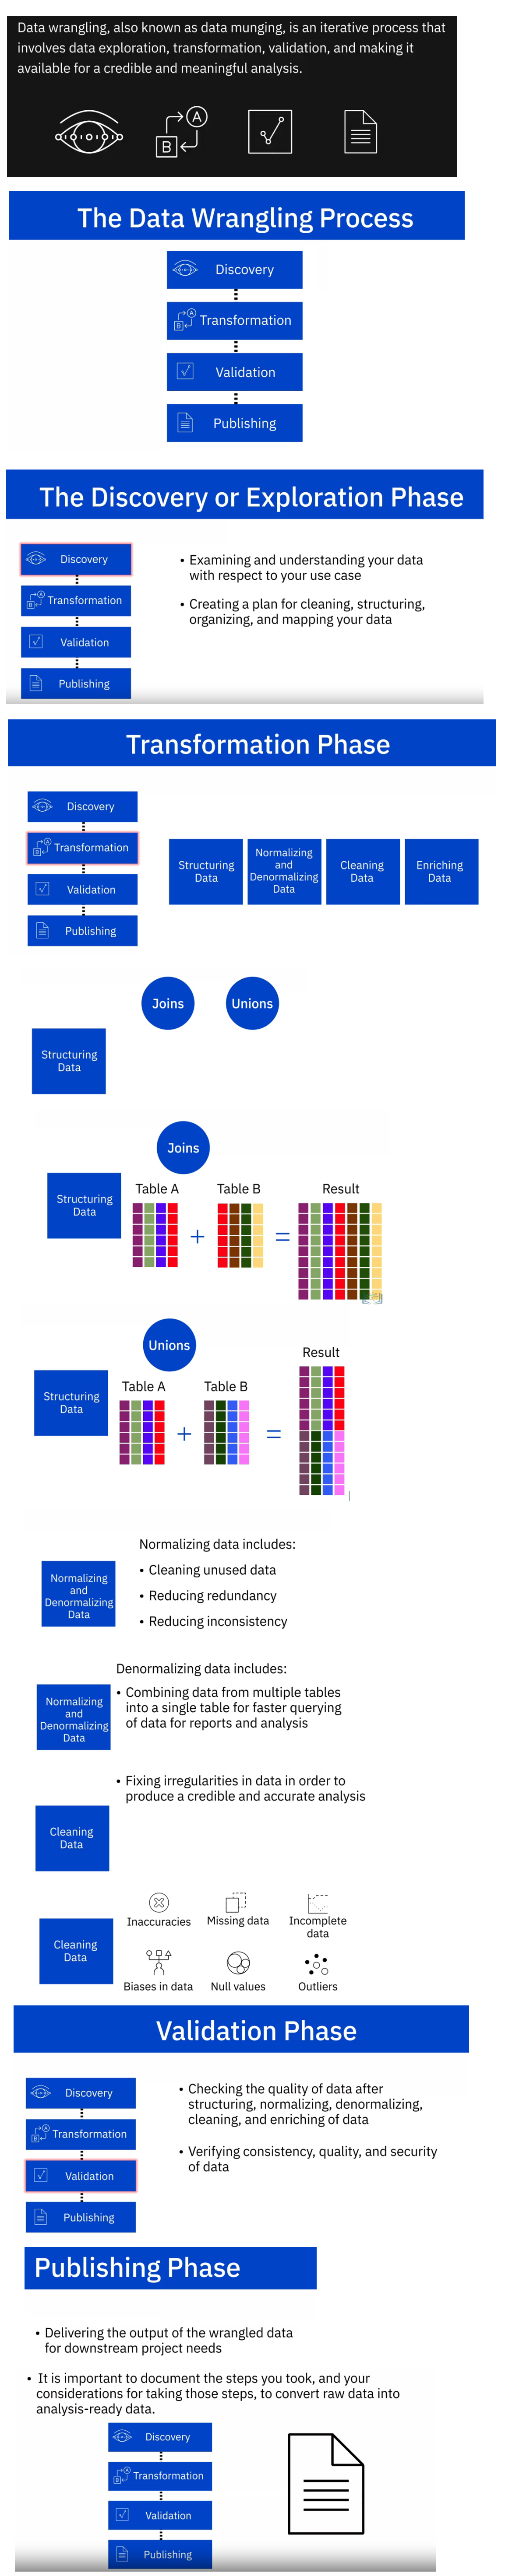 Data wrangling, also known as data munging, is an iterative process that
involves data exploration, transformation, validation, and making it
available for a credible and meaningful analysis.
A
B
The Data Wrangling Process
Discovery
A
B
Transformation
Validation
Publishing
The Discovery or Exploration Phase
Discovery
A
B
Transformation
Validation
Publishing
• Examining and understanding your data
with respect to your use case
• Creating a plan for cleaning, structuring,
organizing, and mapping your data
Transformation Phase
Discovery
A
B
Transformation
Validation
Publishing
Structuring
Data
Normalizing
and
Denormalizing
Data
Cleaning
Data
Enriching
Data
Joins
Unions
Structuring
Data
Joins
Structuring
Data
Table A
+
Table B
=
Result
Unions
Structuring
Data
Table A
+
Table B
=
Result
Normalizing
and
Denormalizing
Data
Normalizing data includes:
• Cleaning unused data
• Reducing redundancy
• Reducing inconsistency
Normalizing
and
Denormalizing
Data
Denormalizing data includes:
• Combining data from multiple tables
into a single table for faster querying
of data for reports and analysis
Cleaning
Data
• Fixing irregularities in data in order to
produce a credible and accurate analysis
Cleaning
Data
Inaccuracies
Missing data
Incomplete
data
Biases in data
Null values
Outliers
Validation Phase
Discovery
A
B
Transformation
Validation
Publishing
• Checking the quality of data after
structuring, normalizing, denormalizing,
cleaning, and enriching of data
• Verifying consistency, quality, and security
of data
Publishing Phase
• Delivering the output of the wrangled data
for downstream project needs
• It is important to document the steps you took, and your
considerations for taking those steps, to convert raw data into
analysis-ready data.
Discovery
A
B
Transformation
Validation
Publishing